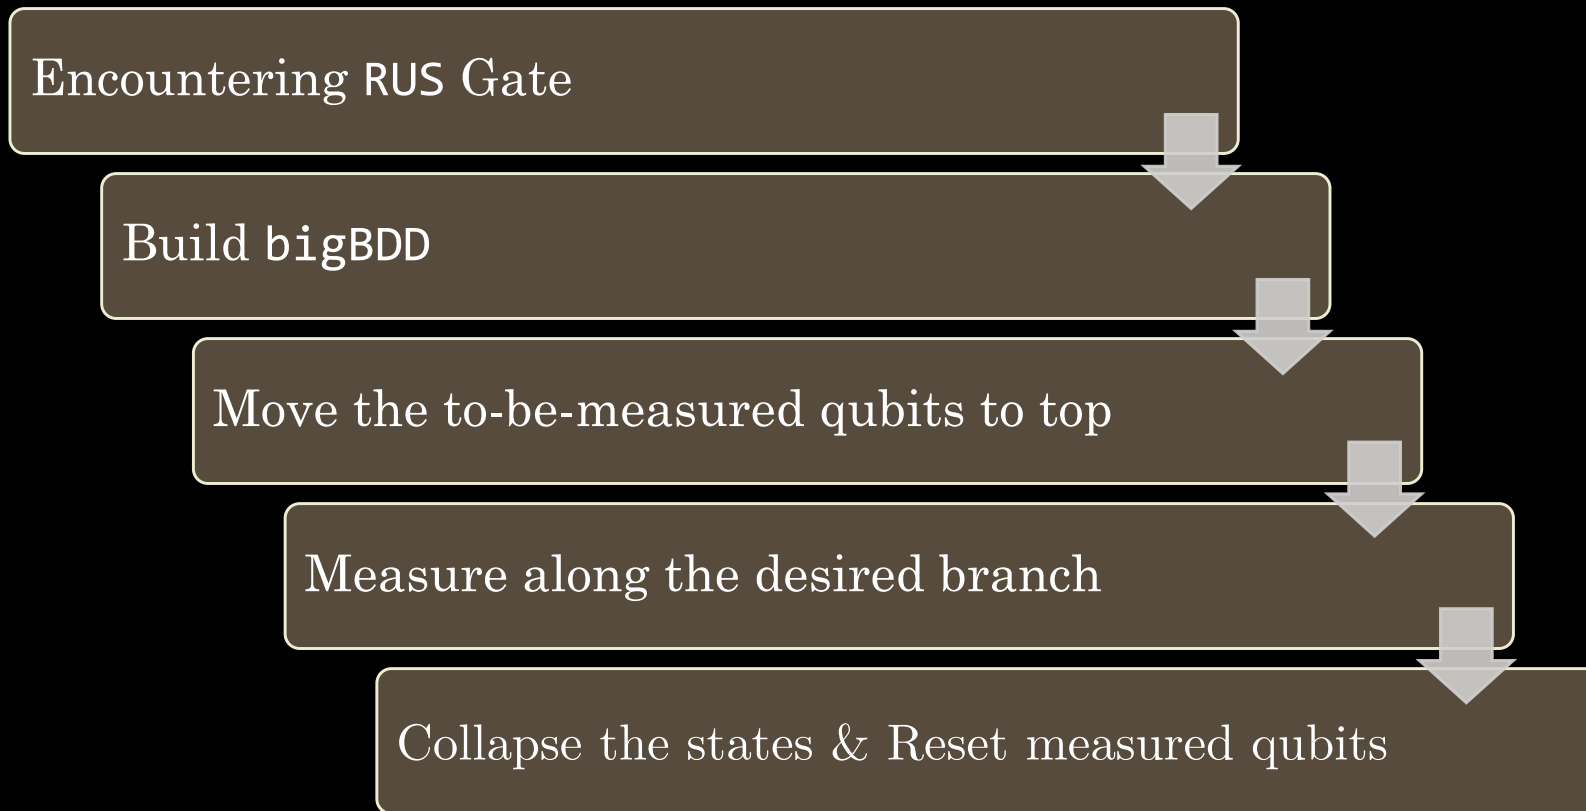 Encountering RUS Gate
Build bigBDD
Move the to-be-measured qubits to top
Measure along the desired branch
Collapse the states & Reset measured qubits